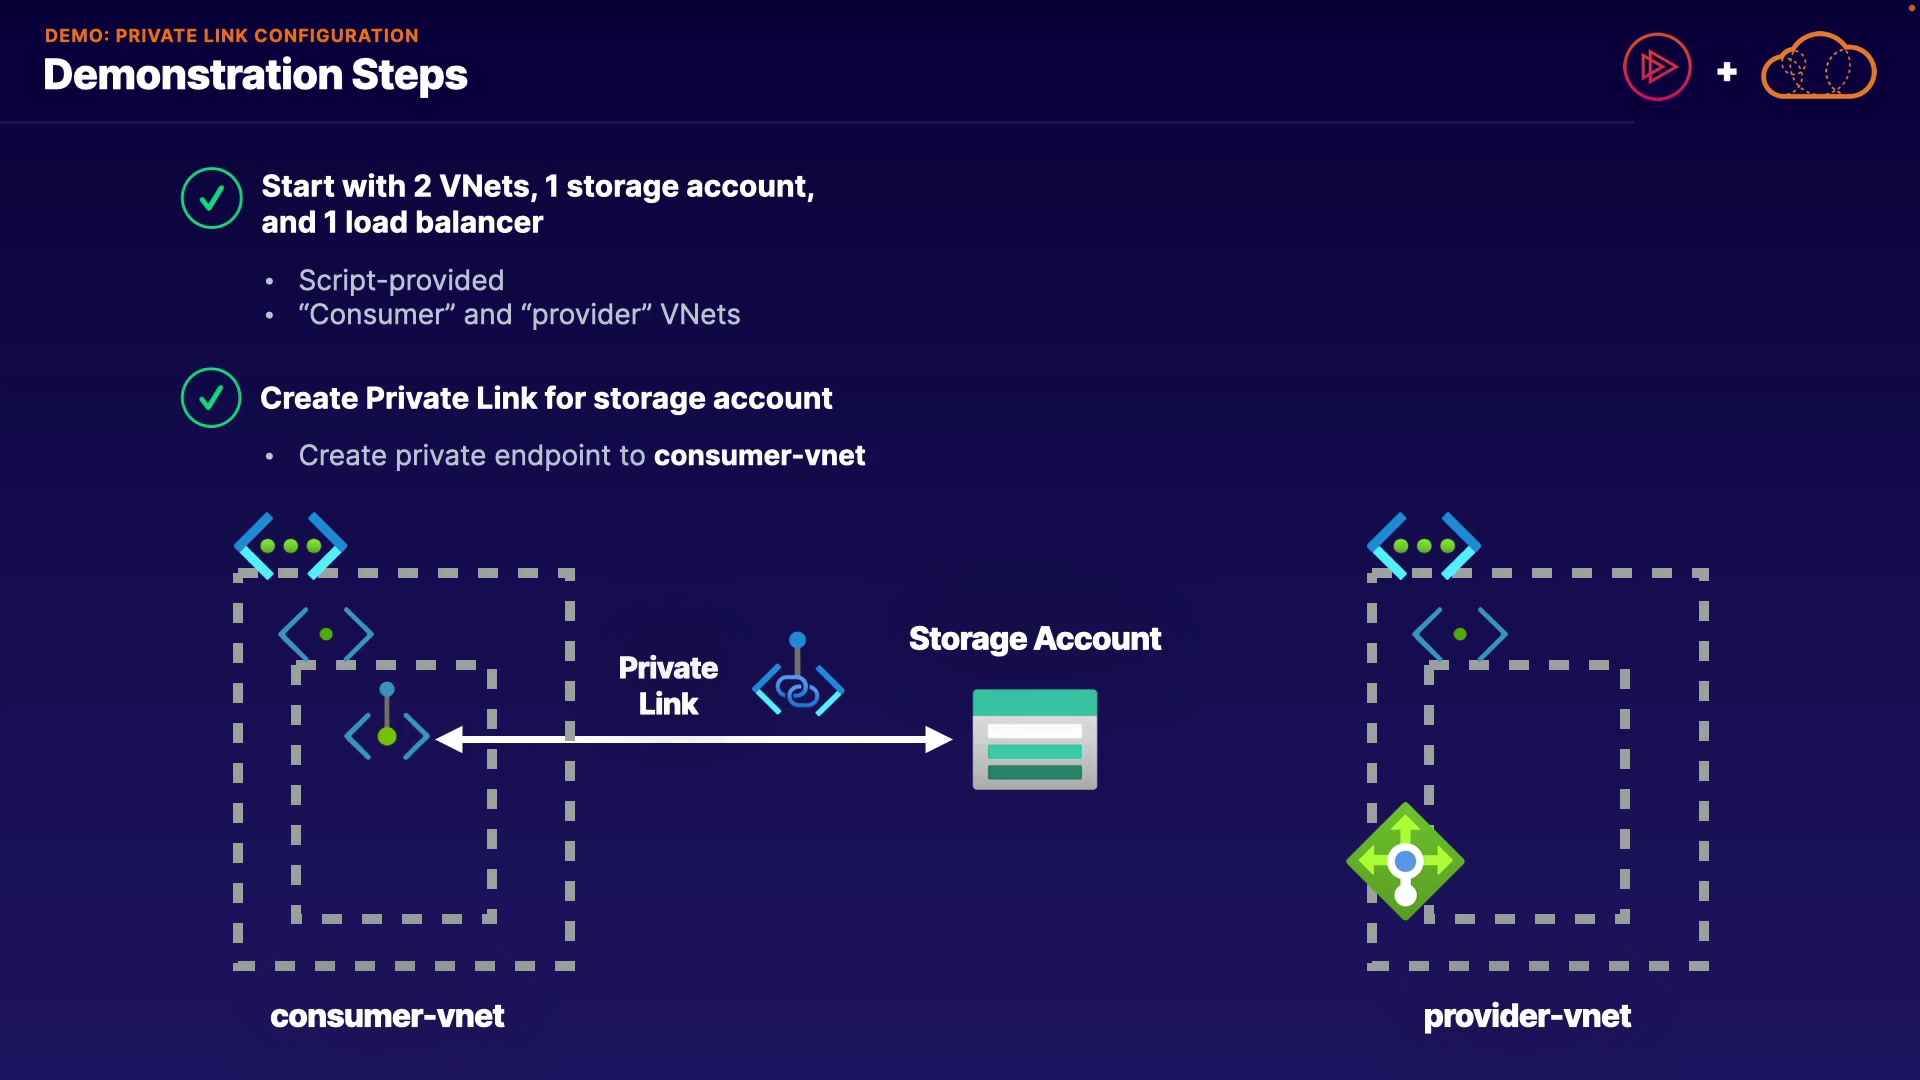 DEMO: PRIVATE LINK CONFIGURATION
Demonstration Steps
Start with 2 VNets, 1 storage account,
and 1 load balancer
• Script-provided
• “Consumer” and “provider” VNets
Create Private Link for storage account
• Create private endpoint to consumer-vnet
Private
Link
Storage Account
consumer-vnet
provider-vnet